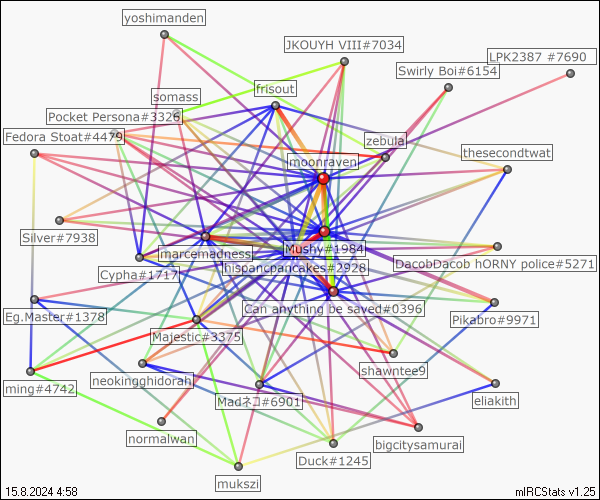 yoshimanden
JKOUYH VIII#7034
LPK2387 #7690
Swirly Boi#6154
frisout
somass
Pocket Persona#3326
Fedora Stoat#4479
zebula
moonraven
thesecondtwat
Silver#7938
marcemadness
Mushy#1984
hispancpancakes#2928
DacobDacob hORNY police#5271
Cypha#1717
Can anything be saved#0396
Eg.Master#1378
Pikabro#9971
Majestic#3375
shawntee9
ming#4742
neokingghidorah
Madネコ#6901
eliakith
normalwan
bigcitysamurai
Duck#1245
mukszi
15.8.2024 4:58
mIRCStats v1.25